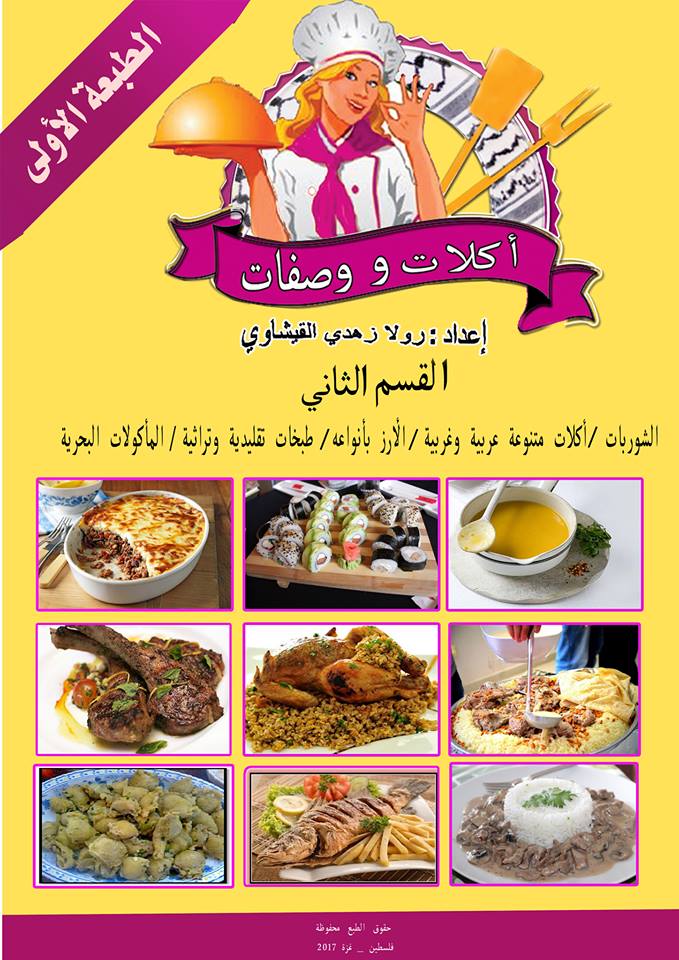 الطبعة الأولى
أكلات و وصفات
إعداد : رولا زهدي القيشاوي
القسم الثاني
الشوربات /أكلات متنوعة عربية وغربية /الأرز بأنواعه/ طبخات تقليدية وتراثية / المأكولات البحرية
حقوق الطبع محفوظة
فلسطين _ غزة 2017